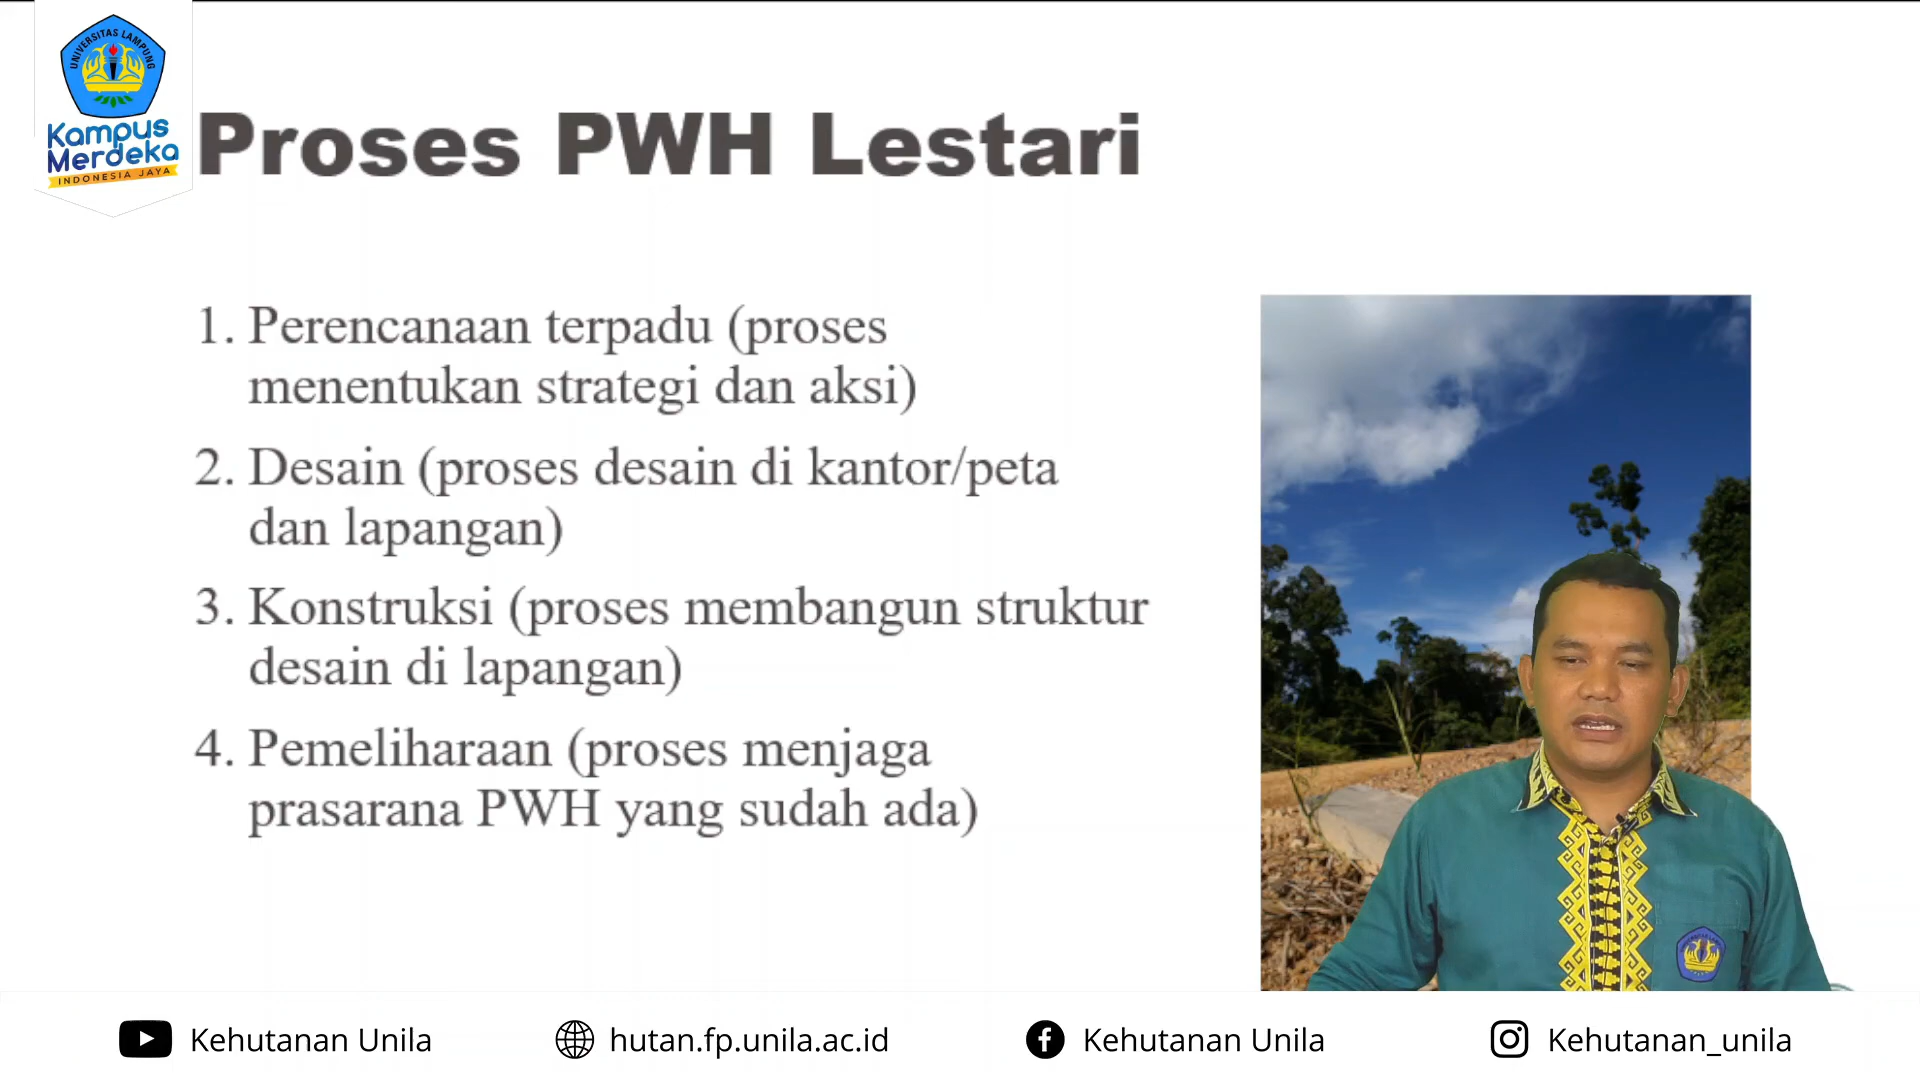 UNIVERSITAS LAMPUNG
Kampus
Merdeka
INDONESIA JAYA
Proses PWH Lestari
1. Perencanaan terpadu (proses
menentukan strategi dan aksi)
2. Desain (proses desain di kantor/peta
dan lapangan)
3. Konstruksi (proses membangun struktur
desain di lapangan)
4. Pemeliharaan (proses menjaga
prasarana PWH yang sudah ada)
Kehutanan Unila
hutan.fp.unila.ac.id
Kehutanan Unila
Kehutanan_unila